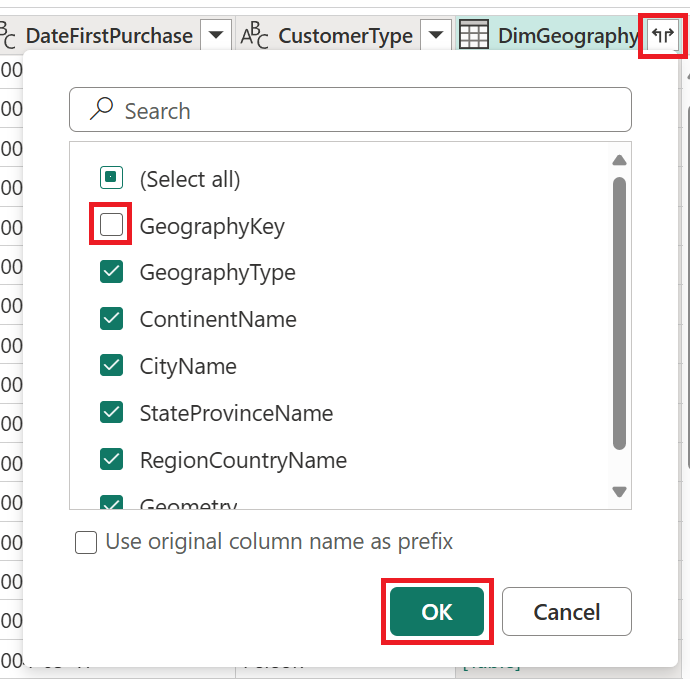 DateFirstPurchase ABC CustomerType DimGeography
Search
(Select all)
GeographyKey
GeographyType
ContinentName
CityName
StateProvinceName
RegionCountryName
Geometry
Use original column name as prefix
OK Cancel